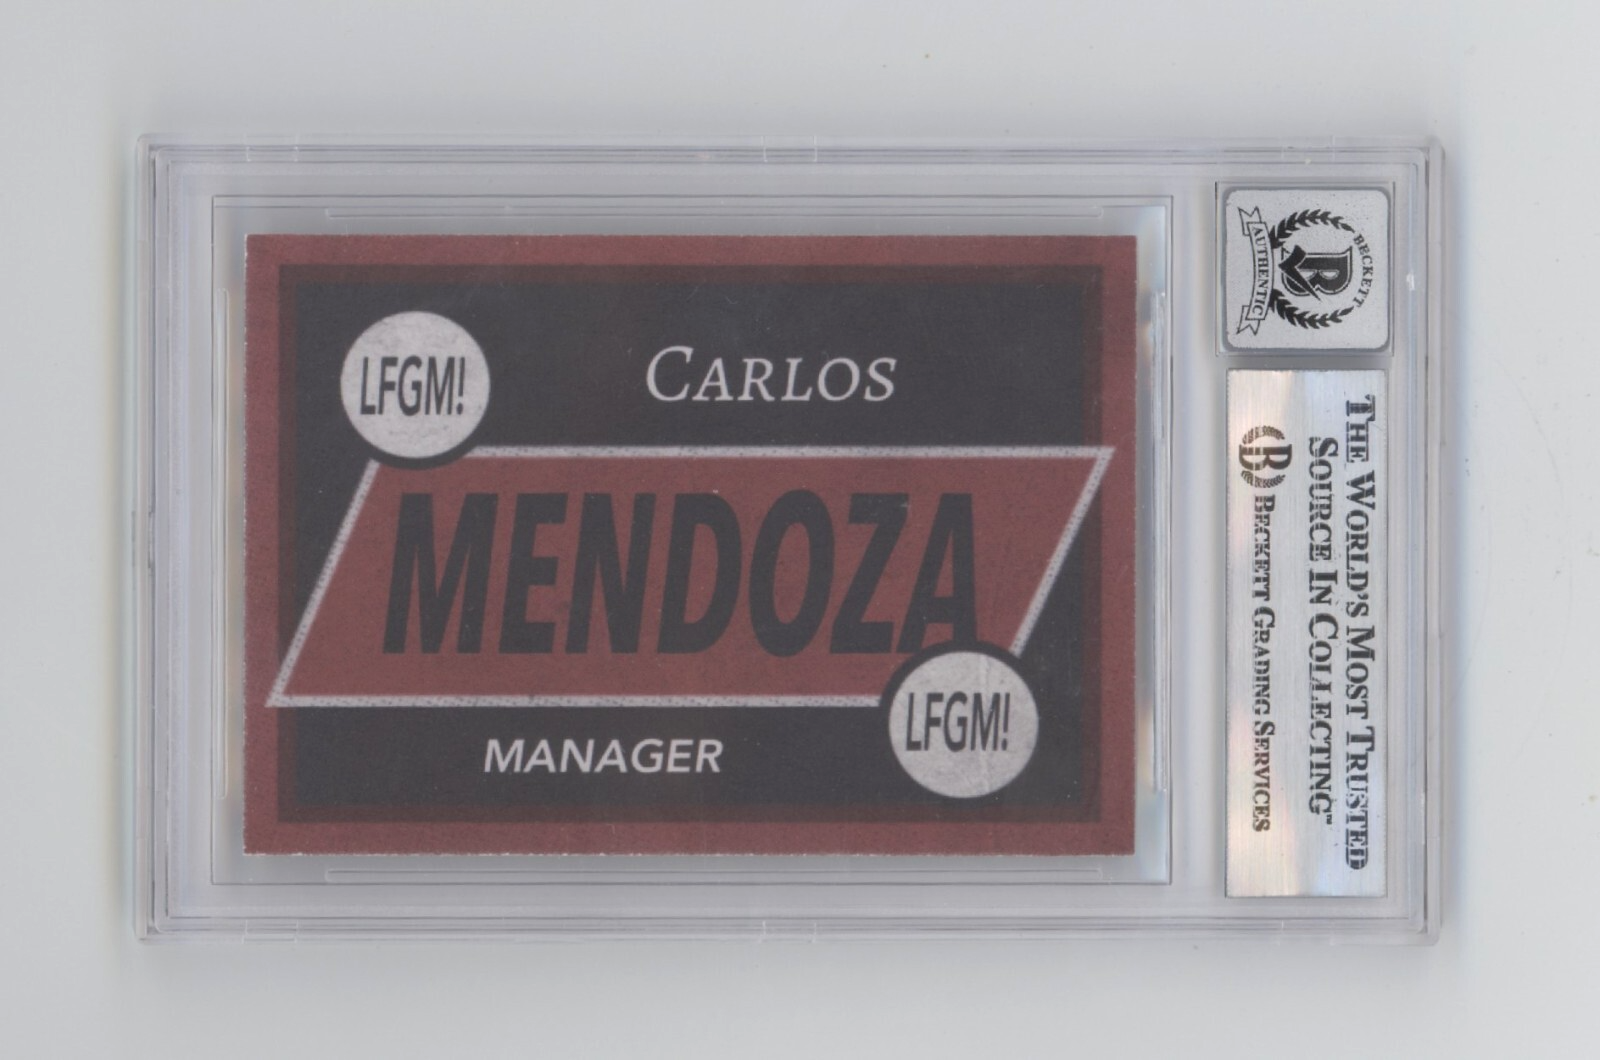 LFGM!
CARLOS
MENDOZA
MANAGER
LFGM!
BECKETT
AUTHENTIC
B
THE WORLD'S MOST TRUSTED
SOURCE IN COLLECTING™
B BECKETT GRADING SERVICES